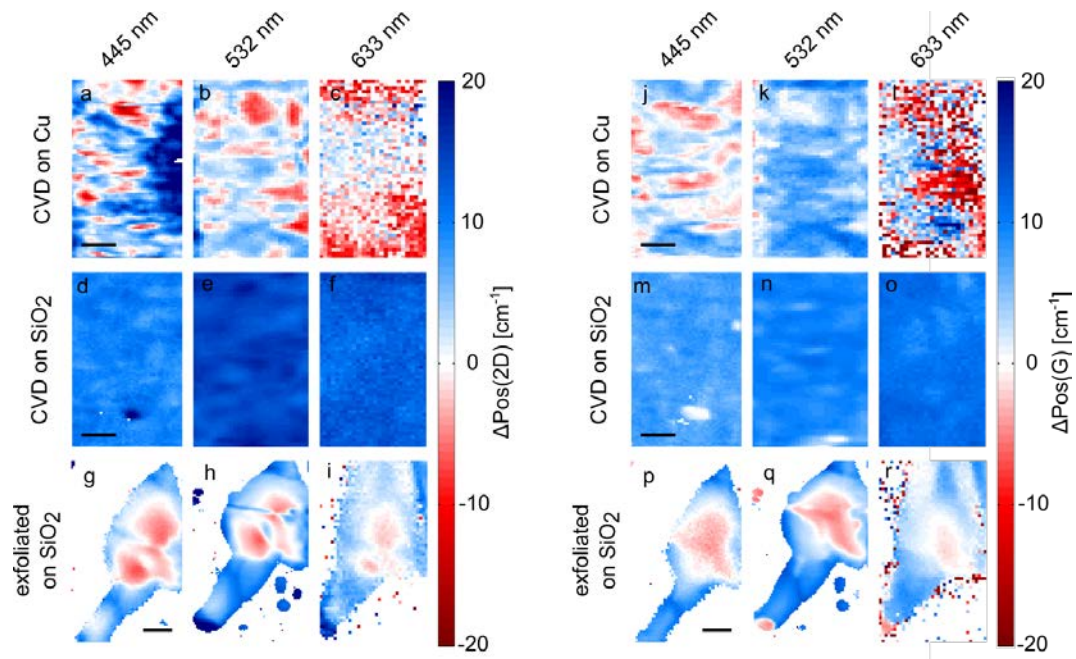 445 nm 532 nm 633 nm
445 nm 532 nm 633 nm
CVD on Cu
a b c
20
10
0
-10
-20
ΔPos(2D) [cm⁻¹]
CVD on SiO₂
d e f
exfoliated
on SiO₂
g h i
CVD on Cu
j k l
20
10
0
-10
-20
ΔPos(G) [cm⁻¹]
CVD on SiO₂
m n o
exfoliated
on SiO₂
p q r